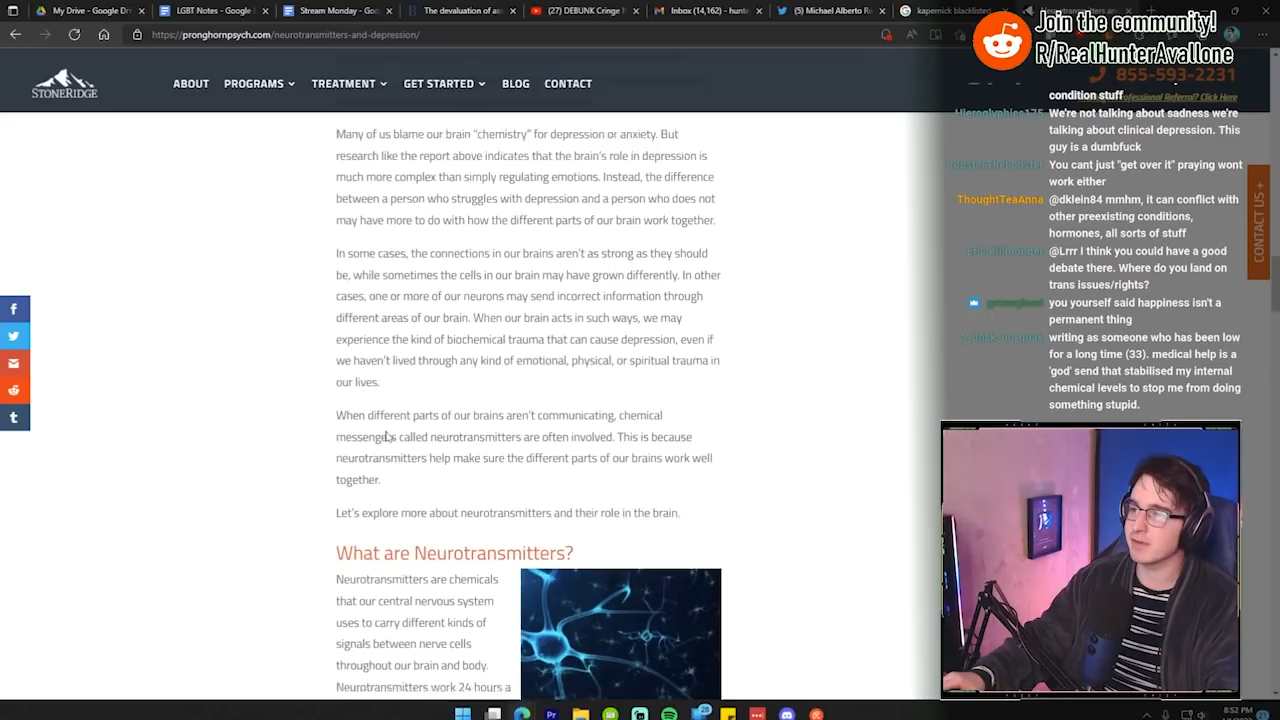 My Drive - Google D
LGBT Notes - Google
Stream Monday - Goo
The devaluation of as
(27) DEBUNK Cringe N
Inbox (14,162) - hunte
(5) Michael Alberto R
kapernick blacklisted
https://pronghornpsych.com/neurotransmitters-and-depression/
Join the community!
R/RealHunterAvallone
STONERIDGE
ABOUT
PROGRAMS
TREATMENT
GET STARTED
BLOG
CONTACT
855-593-2231
Professional Referral? Click Here
Many of us blame our brain “chemistry” for depression or anxiety. But
research like the report above indicates that the brain’s role in depression is
much more complex than simply regulating emotions. Instead, the difference
between a person who struggles with depression and a person who does not
may have more to do with how the different parts of our brain work together.
In some cases, the connections in our brains aren’t as strong as they should
be, while sometimes the cells in our brain may have grown differently. In other
cases, one or more of our neurons may send incorrect information through
different areas of our brain. When our brain acts in such ways, we may
experience the kind of biochemical trauma that can cause depression, even if
we haven’t lived through any kind of emotional, physical, or spiritual trauma in
our lives.
When different parts of our brains aren’t communicating, chemical
messengers called neurotransmitters are often involved. This is because
neurotransmitters help make sure the different parts of our brains work well
together.
Let’s explore more about neurotransmitters and their role in the brain.
What are Neurotransmitters?
Neurotransmitters are chemicals
that our central nervous system
uses to carry different kinds of
signals between nerve cells
throughout our brain and body.
Neurotransmitters work 24 hours a
condition stuff
Hieroglyphics175 We're not talking about sadness we're
talking about clinical depression. This
guy is a dumbfuck
You cant just "get over it" praying wont
work either
ThoughtTeaAnna @dklein84 mmhm, it can conflict with
other preexisting conditions,
hormones, all sorts of stuff
Eric Killmonger @Lrrr I think you could have a good
debate there. Where do you land on
trans issues/rights?
you yourself said happiness isn't a
permanent thing
writing as someone who has been low
for a long time (33). medical help is a
'god' send that stabilised my internal
chemical levels to stop me from doing
something stupid.
CONTACT US +
28
8:52 PM